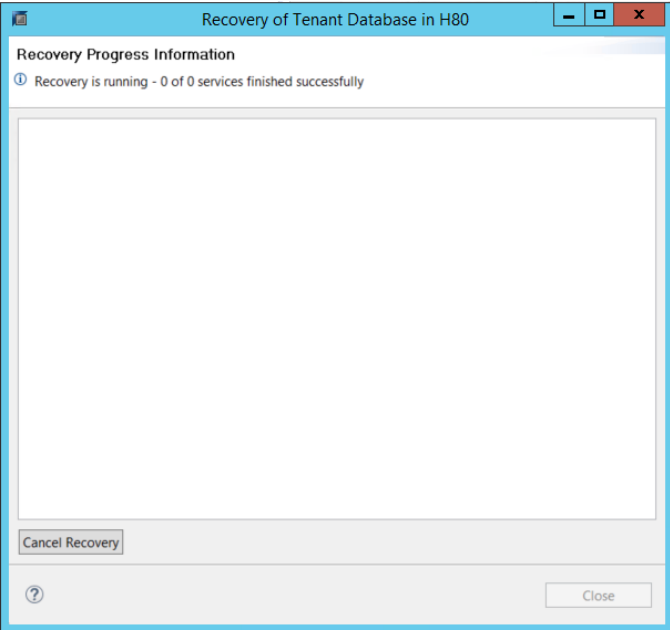 Recovery of Tenant Database in H80
Recovery Progress Information
Recovery is running - 0 of 0 services finished successfully
Cancel Recovery
Close